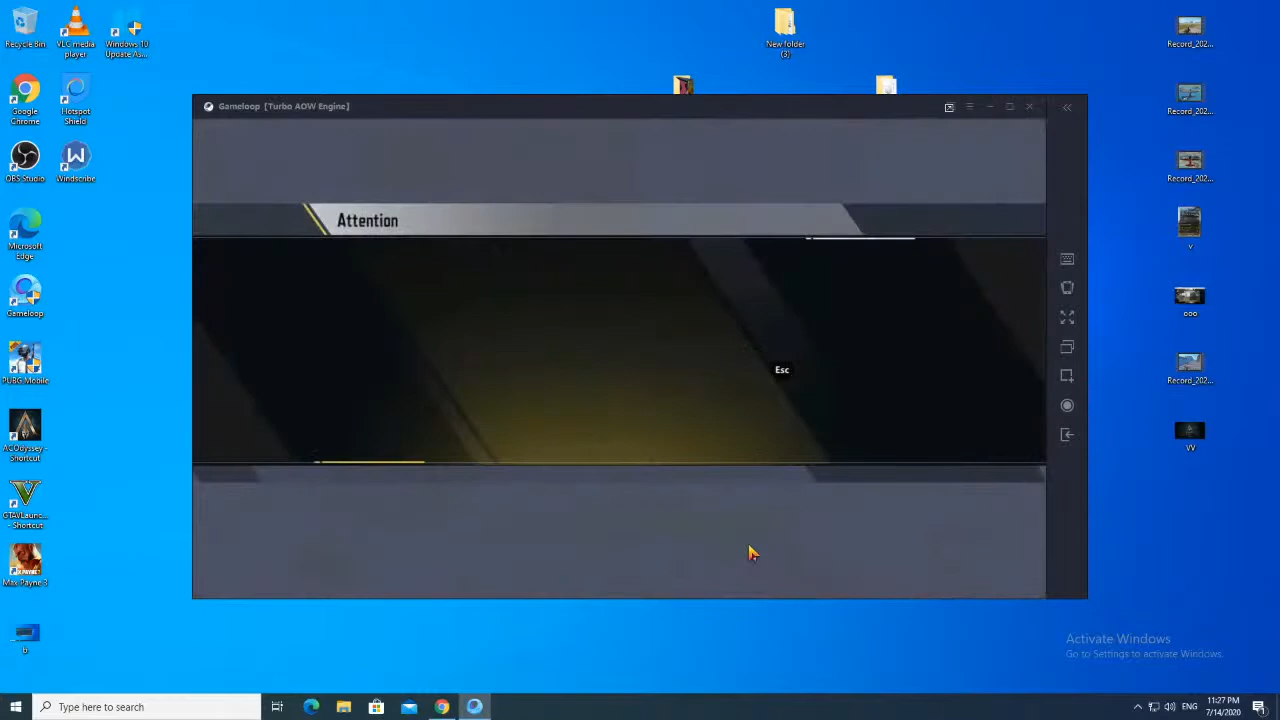 Recycle Bin
VLC media
player
Windows 10
Update As...
New folder
(3)
Record_202...
Google
Chrome
Hotspot
Shield
Record_202...
Gameloop [Turbo AOW Engine]
OBS Studio
Windscribe
Record_202...
Attention
Microsoft
Edge
v
Gameloop
ooo
Esc
PUBG Mobile
Record_202...
ACOdyssey -
Shortcut
VV
GTAVLaunc...
- Shortcut
Max Payne 3
b
Activate Windows
Go to Settings to activate Windows.
Type here to search
ENG
11:27 PM
7/14/2020
1